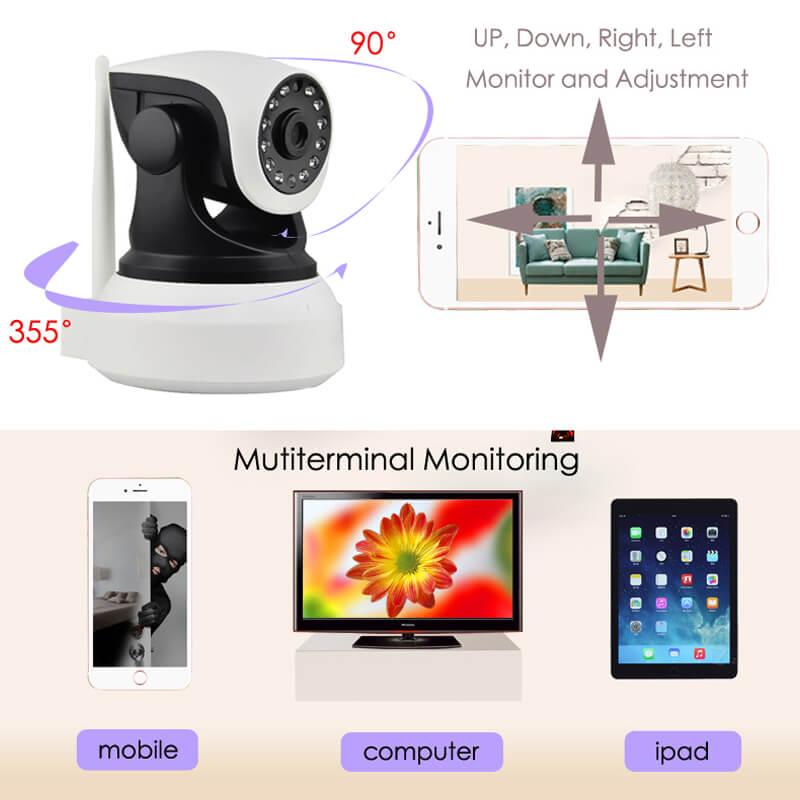 90°
UP, Down, Right, Left
Monitor and Adjustment
355°
Mutiterminal Monitoring
mobile
computer
ipad